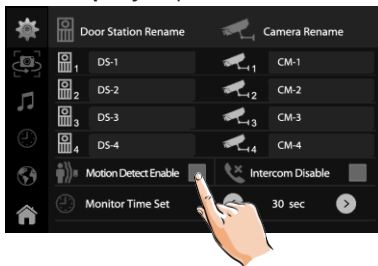 Door Station Rename Camera Rename
1 DS-1 1 CM-1
2 DS-2 2 CM-2
3 DS-3 3 CM-3
4 DS-4 4 CM-4
Motion Detect Enable Intercom Disable
Monitor Time Set 30 sec